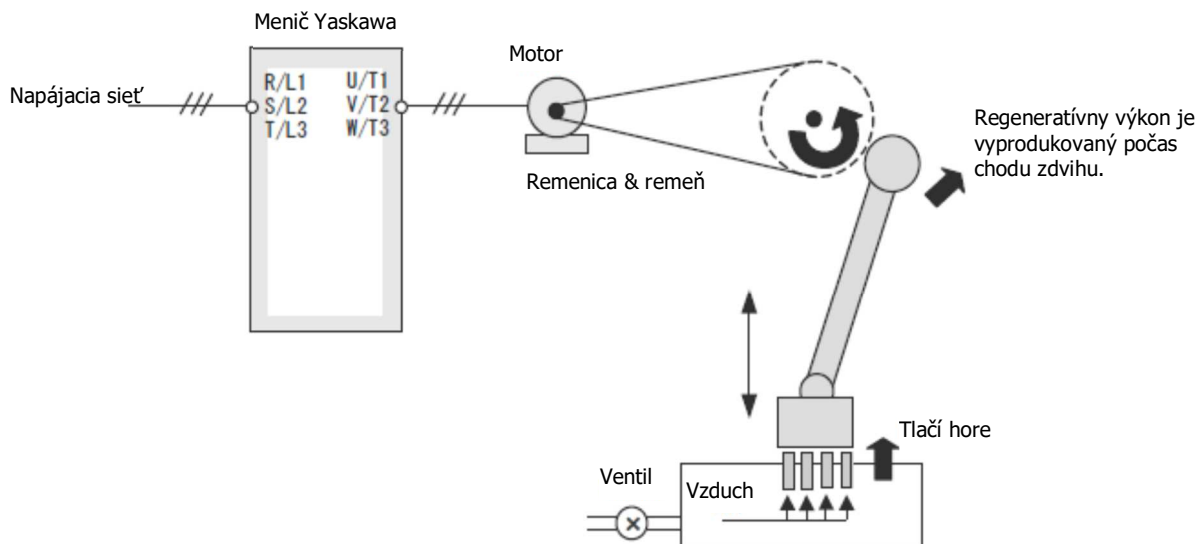 Menič Yaskawa
Motor
Napájacia sieť
R/L1 U/T1
S/L2 V/T2
T/L3 W/T3
Regeneratívny výkon je
vyprodukovaný počas
chodu zdvihu.
Remenica & remeň
Tlačí hore
Ventil
Vzduch